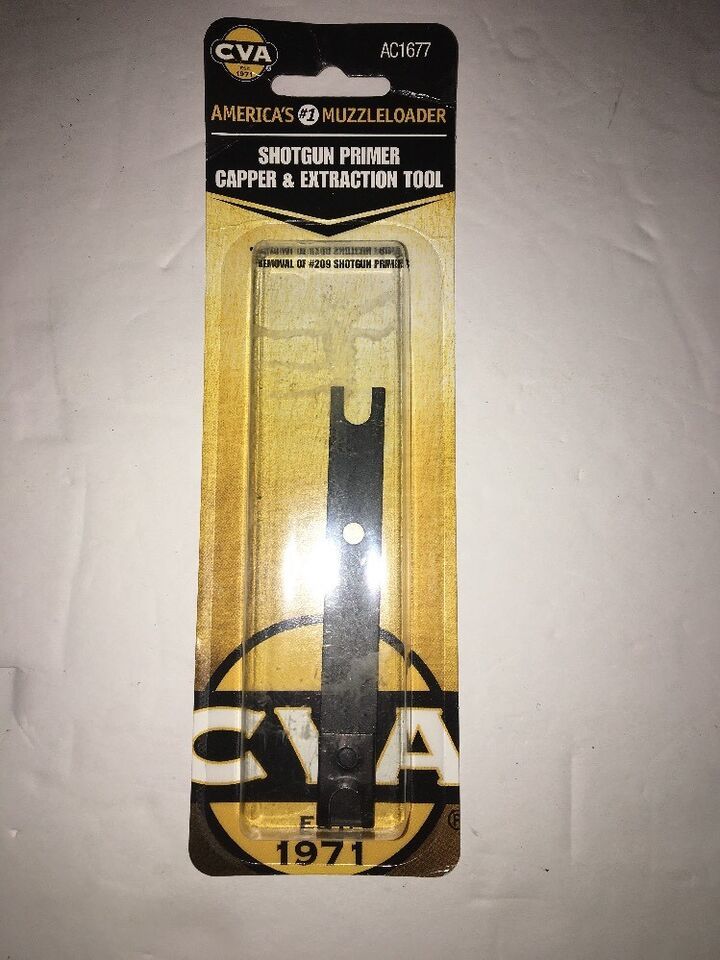 CVA
EST.
1971
®
AC1677
AMERICA'S #1 MUZZLELOADER
SHOTGUN PRIMER
CAPPER & EXTRACTION TOOL
REMOVAL OF #209 SHOTGUN PRIMERS
CVA
®
1971